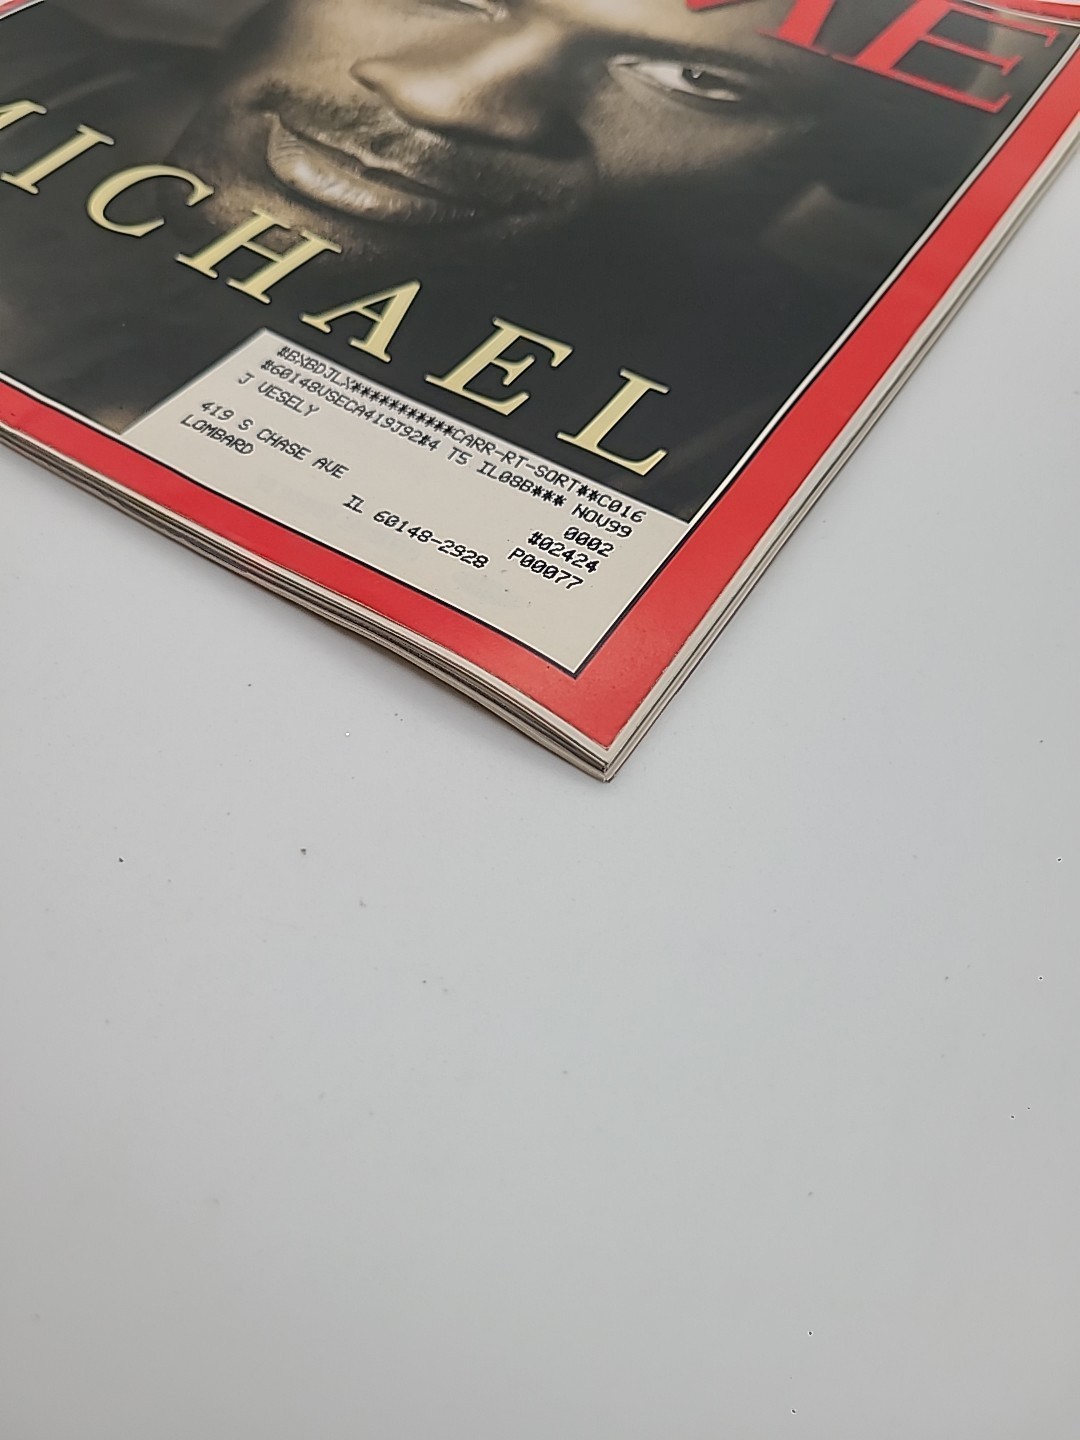 ME
MICHAEL
#BXBDJLX***********CARR-RT-SORT**C016
#60148VSECA419J92#4 T5 IL08B*** NOV99
J VESELY 0002
#02424
419 S CHASE AVE P00077
LOMBARD IL 60148-2928